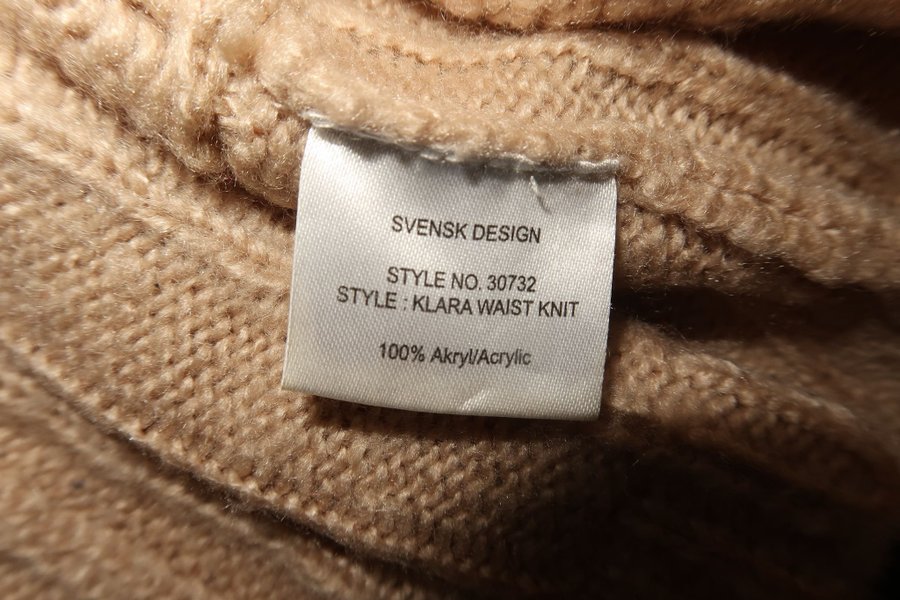 SVENSK DESIGN
STYLE NO. 30732
STYLE : KLARA WAIST KNIT
100% Akryl/Acrylic